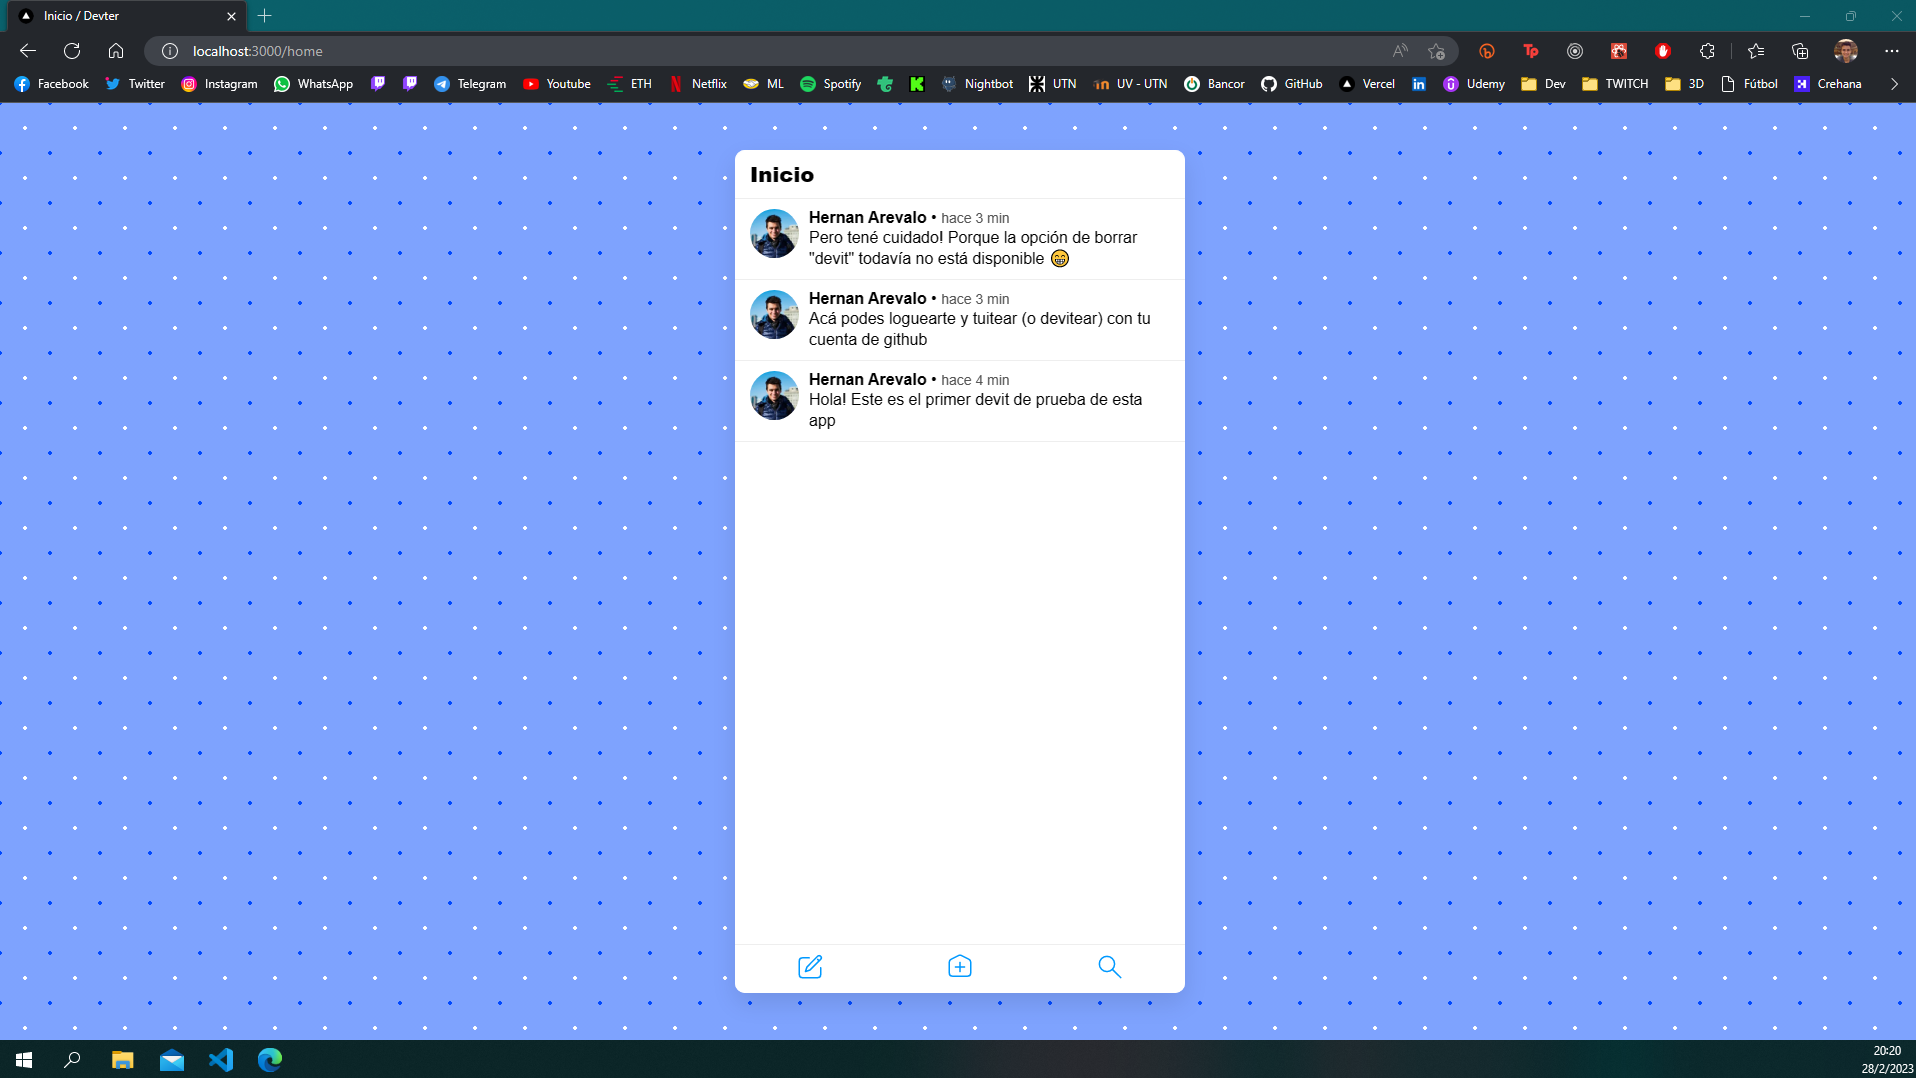 Inicio / Devter
localhost:3000/home
Facebook Twitter Instagram WhatsApp Telegram Youtube ETH Netflix ML Spotify Nightbot UTN UV - UTN Bancor GitHub Vercel Udemy Dev TWITCH 3D Fútbol Crehana
Inicio
Hernan Arevalo • hace 3 min
Pero tené cuidado! Porque la opción de borrar
"devit" todavía no está disponible 😁
Hernan Arevalo • hace 3 min
Acá podes loguearte y tuitear (o devitear) con tu
cuenta de github
Hernan Arevalo • hace 4 min
Hola! Este es el primer devit de prueba de esta
app
20:20
28/2/2023